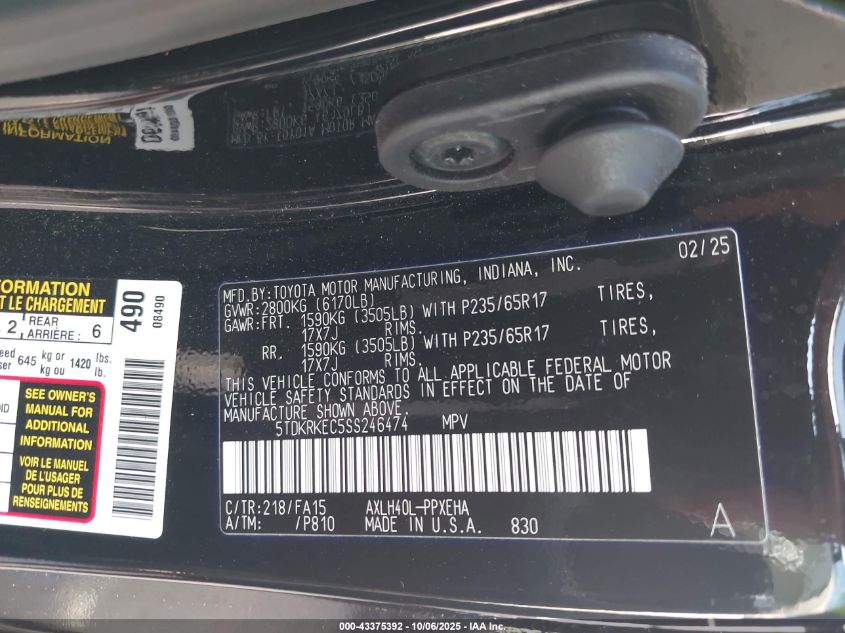 FORMATION
T LE CHARGEMENT
2 REAR ARRIÈRE: 6
490
08490
645 kg or 1420 lbs.
kg ou lb.
SEE OWNER'S
MANUAL FOR
ADDITIONAL
INFORMATION
VOIR LE MANUEL
DE L'USAGER
POUR PLUS DE
RENSEIGNEMENTS
02/25
MFD.BY:TOYOTA MOTOR MANUFACTURING, INDIANA, INC.
GVWR:2800KG (6170LB)
GAWR:FRT. 1590KG (3505LB) WITH P235/65R17 TIRES,
17X7J RIMS.
RR. 1590KG (3505LB) WITH P235/65R17 TIRES,
17X7J RIMS.
THIS VEHICLE CONFORMS TO ALL APPLICABLE FEDERAL MOTOR
VEHICLE SAFETY STANDARDS IN EFFECT ON THE DATE OF
MANUFACTURE SHOWN ABOVE.
5TDKRKEC5SS246474 MPV
C/TR:218/FA15 AXLH40L-PPXEHA
A/TM: /P810 MADE IN U.S.A. 830 A
000-43375392 - 10/06/2025 - IAA Inc.